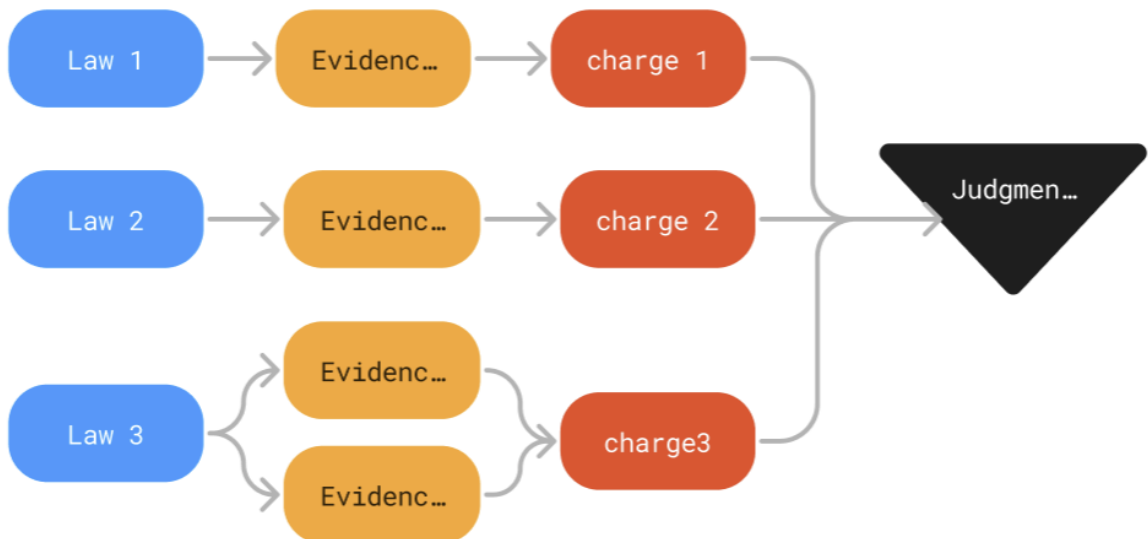 Law 1
Evidenc…
charge 1
Judgmen…
Law 2
Evidenc…
charge 2
Evidenc…
Law 3
charge3
Evidenc…